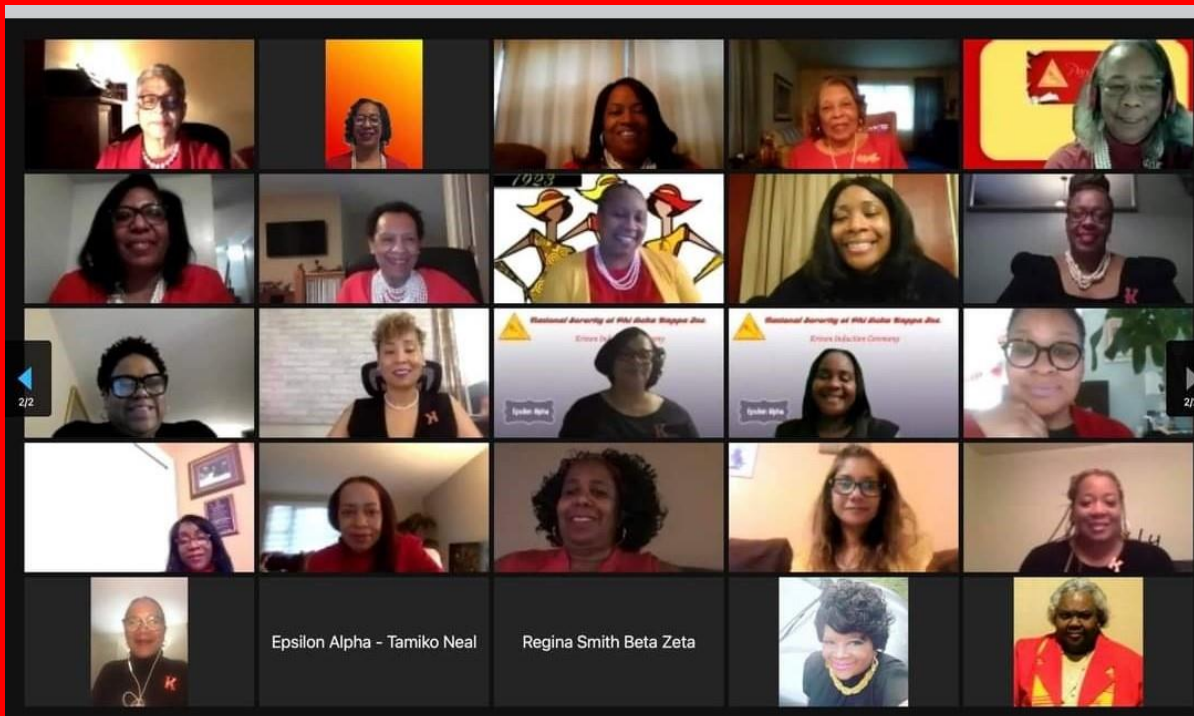 1923
2/2
National Sorority of Phi Delta Kappa Inc.
Epsilon Alpha
National Sorority of Phi Delta Kappa Inc.
Epsilon Alpha
K
K
K
K
K
Epsilon Alpha - Tamiko Neal
Regina Smith Beta Zeta
K